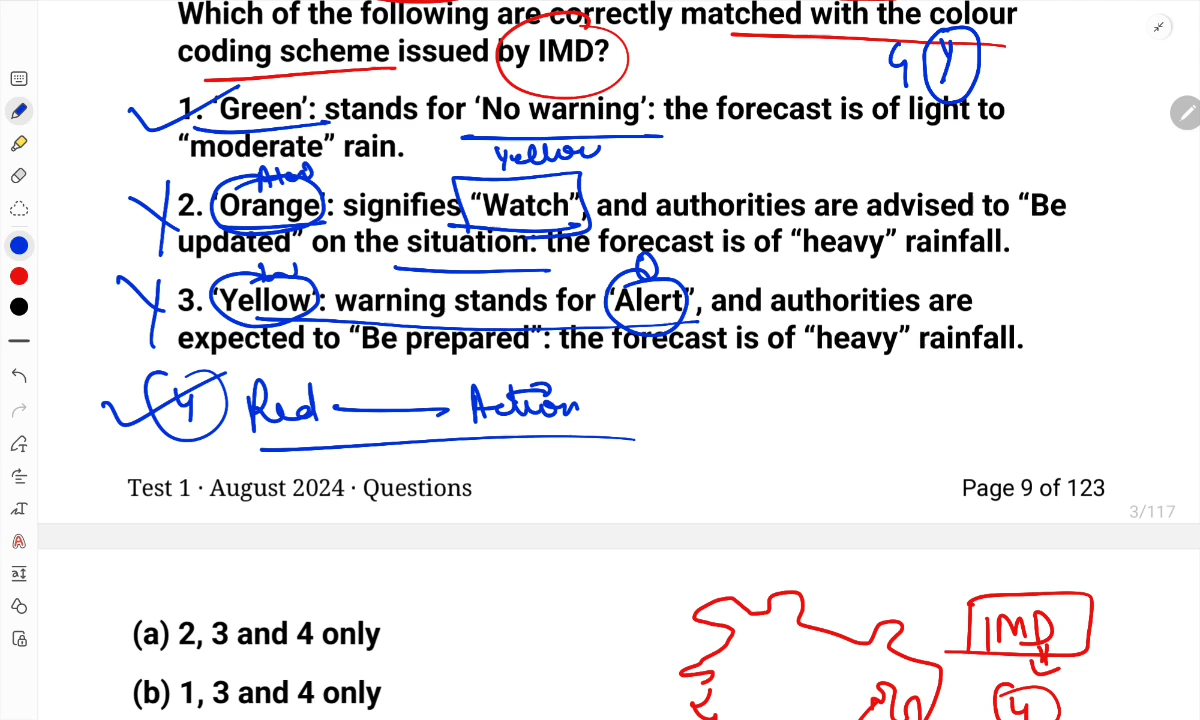 Which of the following are correctly matched with the colour
coding scheme issued by IMD?
G Y
1. 'Green': stands for 'No warning': the forecast is of light to
"moderate" rain.
Yellow
2. 'Orange': signifies "Watch", and authorities are advised to "Be
updated" on the situation: the forecast is of "heavy" rainfall.
3. 'Yellow': warning stands for 'Alert", and authorities are
expected to "Be prepared": the forecast is of "heavy" rainfall.
4 Red Action
Test 1 · August 2024 · Questions
Page 9 of 123
3/117
(a) 2, 3 and 4 only
IMD
(b) 1, 3 and 4 only
4